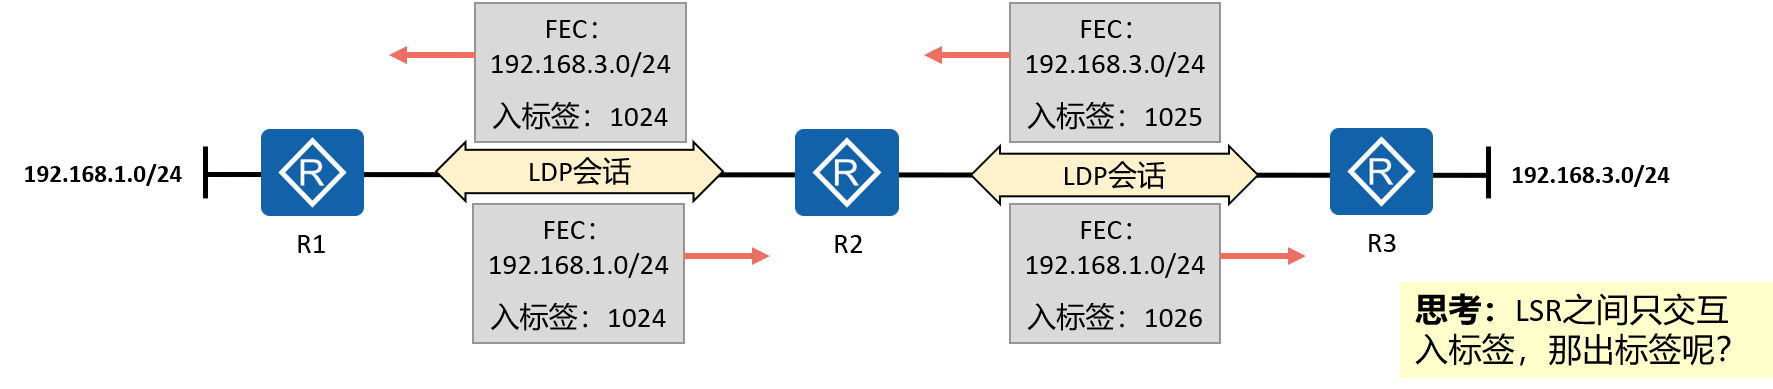 FEC：
192.168.3.0/24
入标签：1024
FEC：
192.168.3.0/24
入标签：1025
192.168.1.0/24
R
LDP会话
R
LDP会话
R
192.168.3.0/24
R1
R2
R3
FEC：
192.168.1.0/24
入标签：1024
FEC：
192.168.1.0/24
入标签：1026
思考：LSR之间只交互
入标签，那出标签呢？